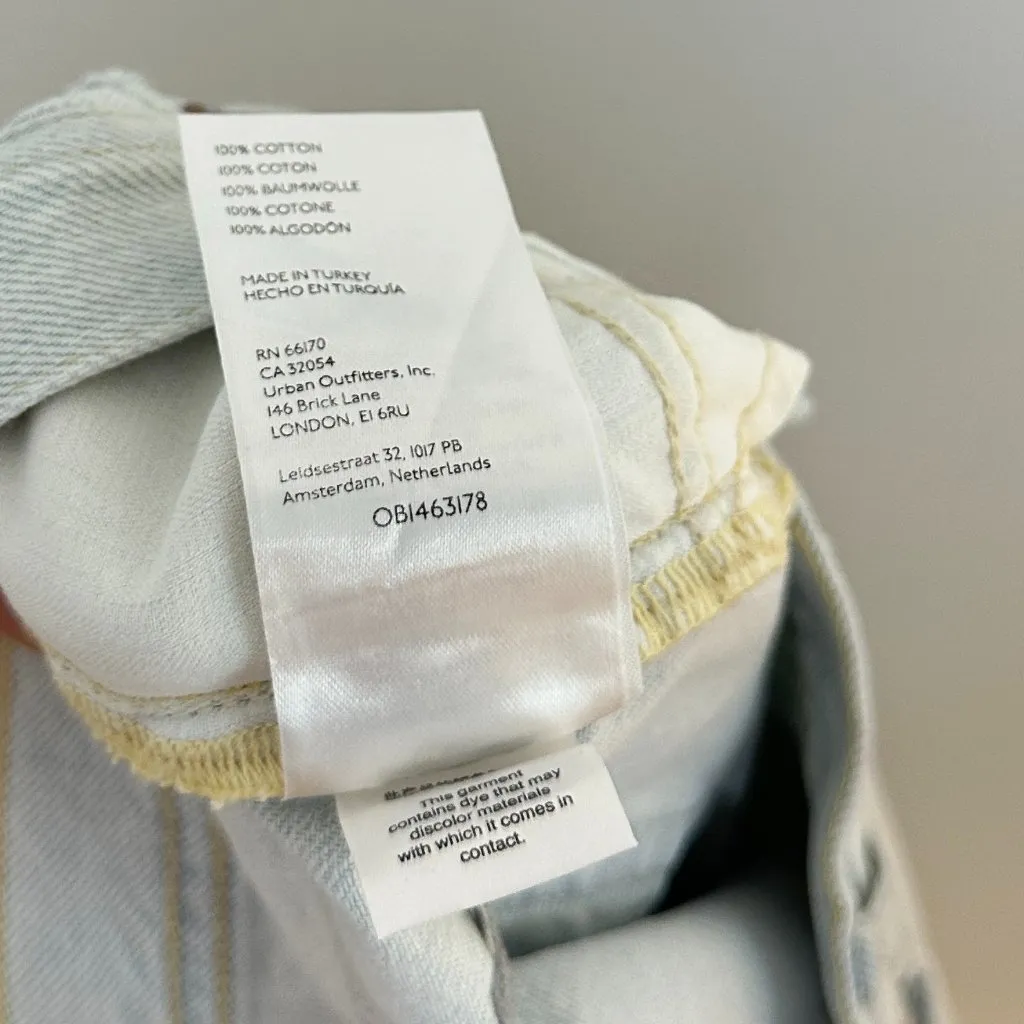 100% COTTON
100% COTON
100% BAUMWOLLE
100% COTONE
100% ALGODÓN
MADE IN TURKEY
HECHO EN TURQUÍA
RN 66170
CA 32054
Urban Outfitters, Inc.
146 Brick Lane
LONDON, E1 6RU
Leidsestraat 32, 1017 PB
Amsterdam, Netherlands
OB1463178
This garment
contains dye that may
discolor materials
with which it comes in
contact.